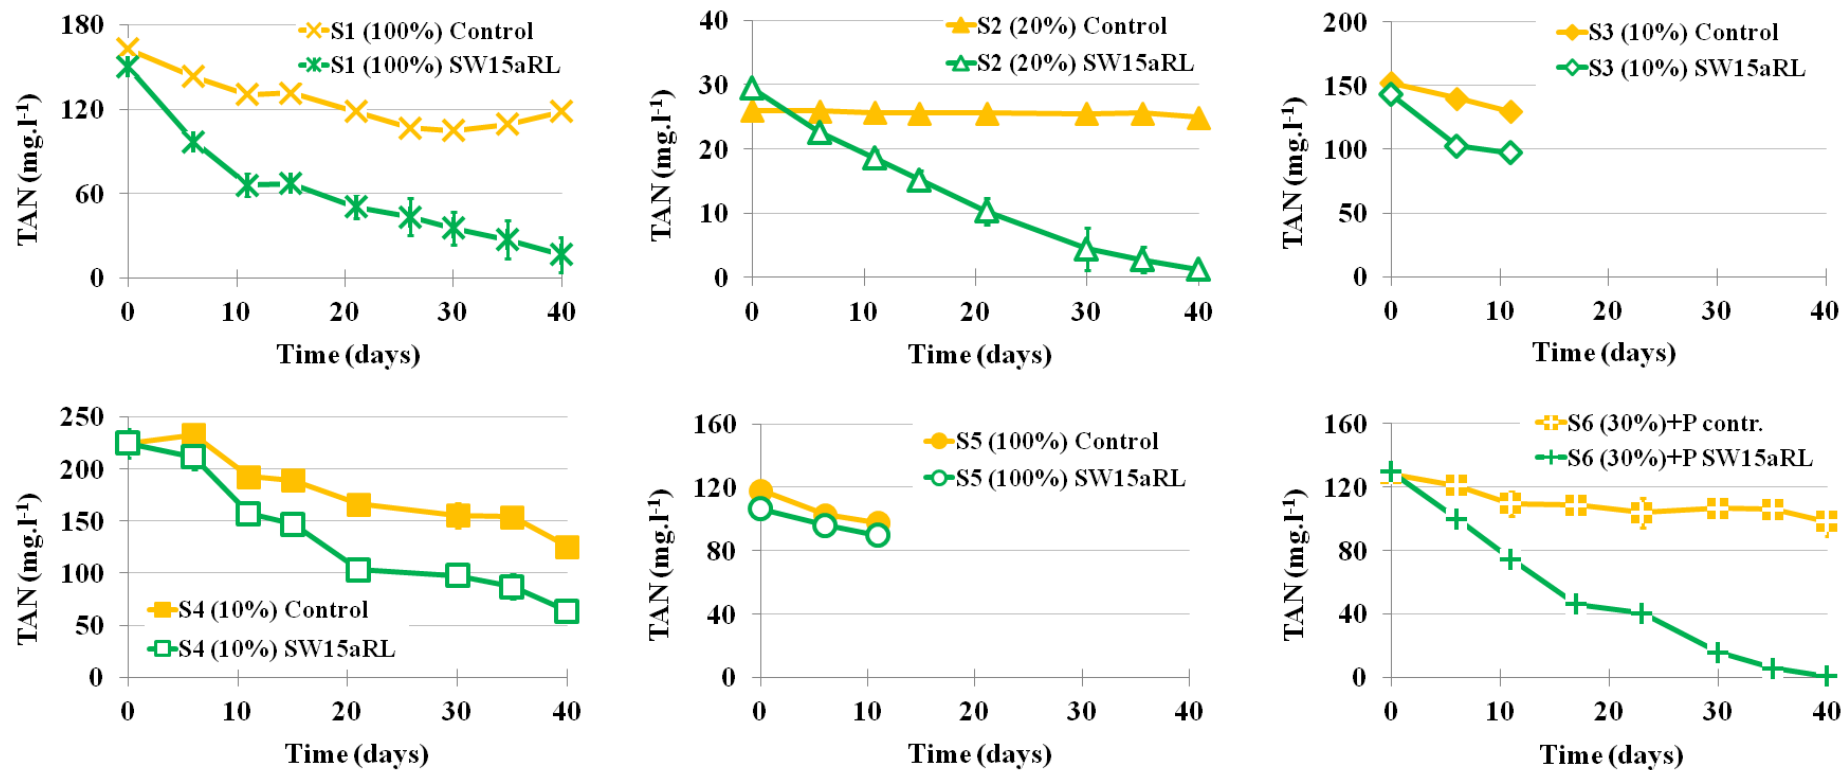 180
120
60
0
TAN (mg.l-1)
S1 (100%) Control
S1 (100%) SW15aRL
0 10 20 30 40
Time (days)
40
30
20
10
0
TAN (mg.l-1)
S2 (20%) Control
S2 (20%) SW15aRL
0 10 20 30 40
Time (days)
200
150
100
50
0
TAN (mg.l-1)
S3 (10%) Control
S3 (10%) SW15aRL
0 10 20 30 40
Time (days)
250
200
150
100
50
0
TAN (mg.l-1)
S4 (10%) Control
S4 (10%) SW15aRL
0 10 20 30 40
Time (days)
160
120
80
40
0
TAN (mg.l-1)
S5 (100%) Control
S5 (100%) SW15aRL
0 10 20 30 40
Time (days)
160
120
80
40
0
TAN (mg.l-1)
S6 (30%)+P contr.
S6 (30%)+P SW15aRL
0 10 20 30 40
Time (days)